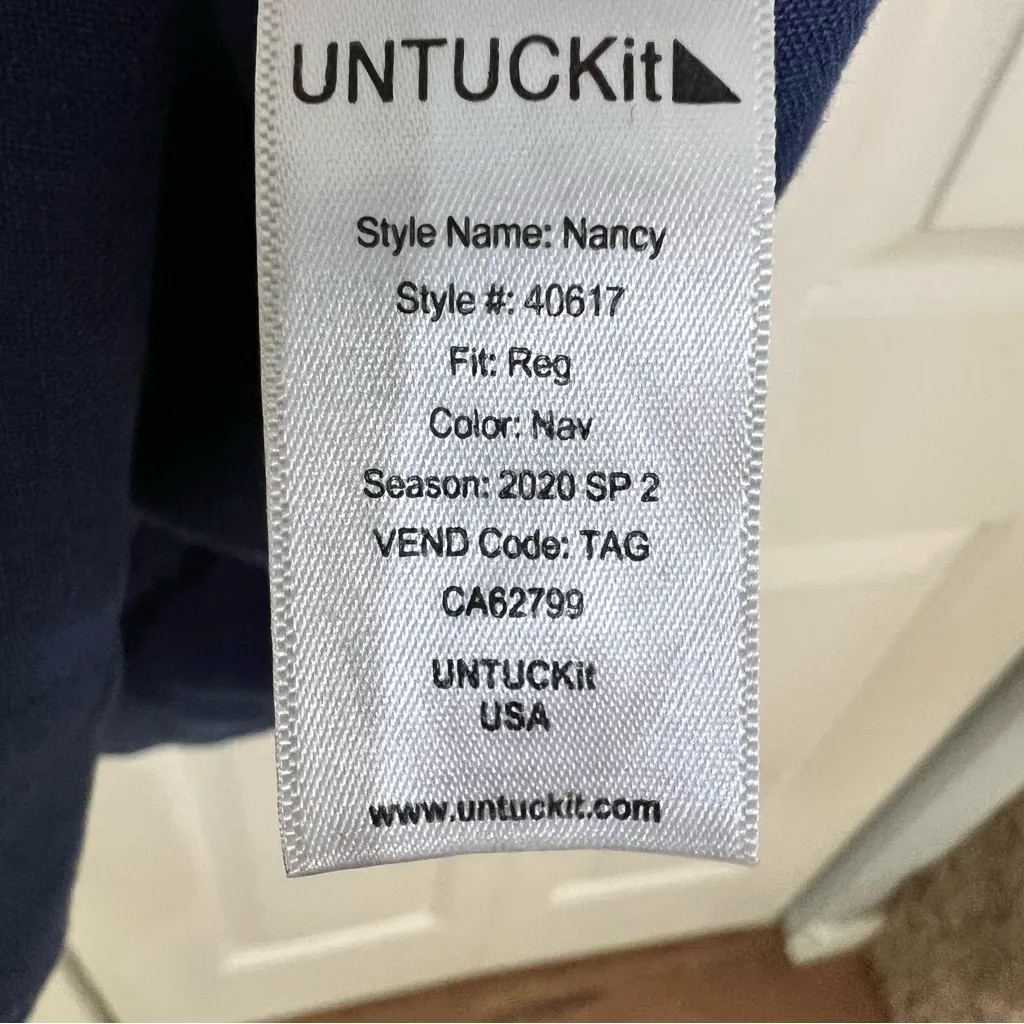 UNTUCKit
Style Name: Nancy
Style #: 40617
Fit: Reg
Color: Nav
Season: 2020 SP 2
VEND Code: TAG
CA62799
UNTUCKit
USA
www.untuckit.com